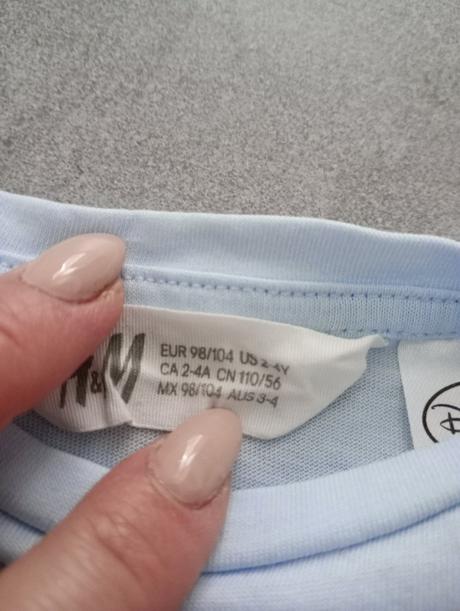 H&M
EUR 98/104 US 2-4Y
CA 2-4A CN 110/56
MX 98/104 AUS 3-4